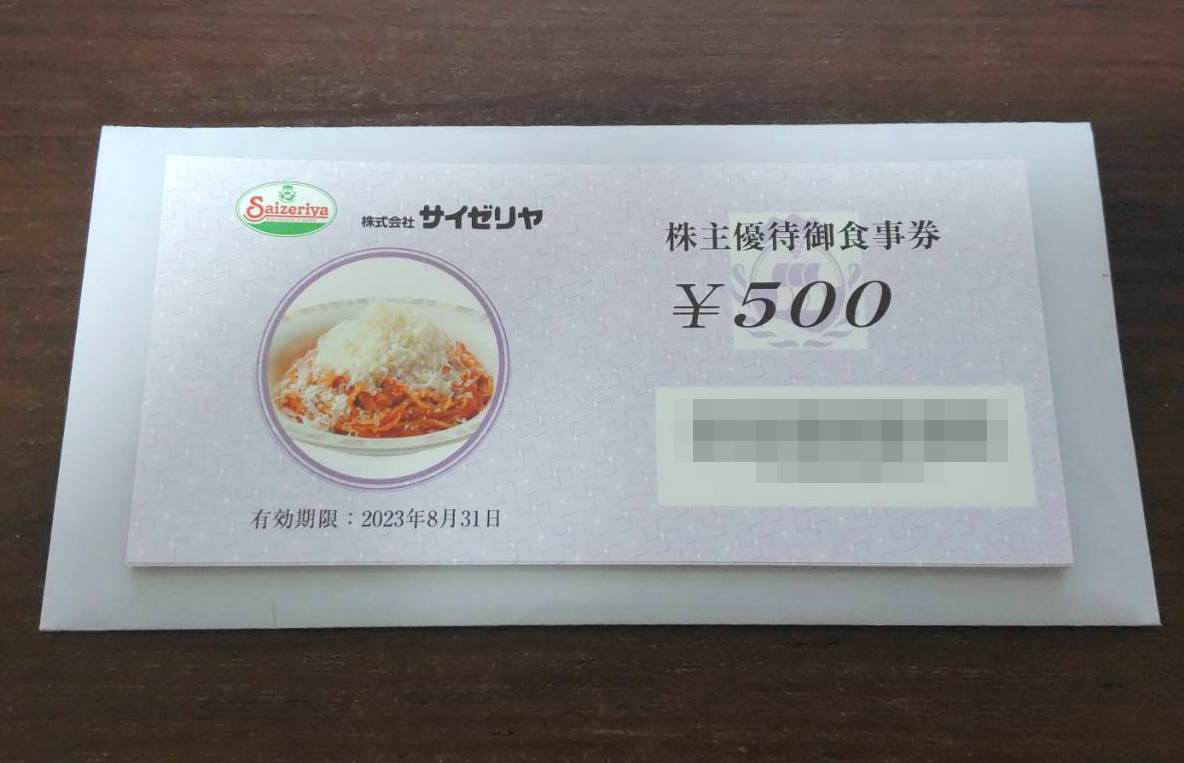 Saizeriya
株式会社 サイゼリヤ
株主優待御食事券
¥500
有効期限：2023年8月31日